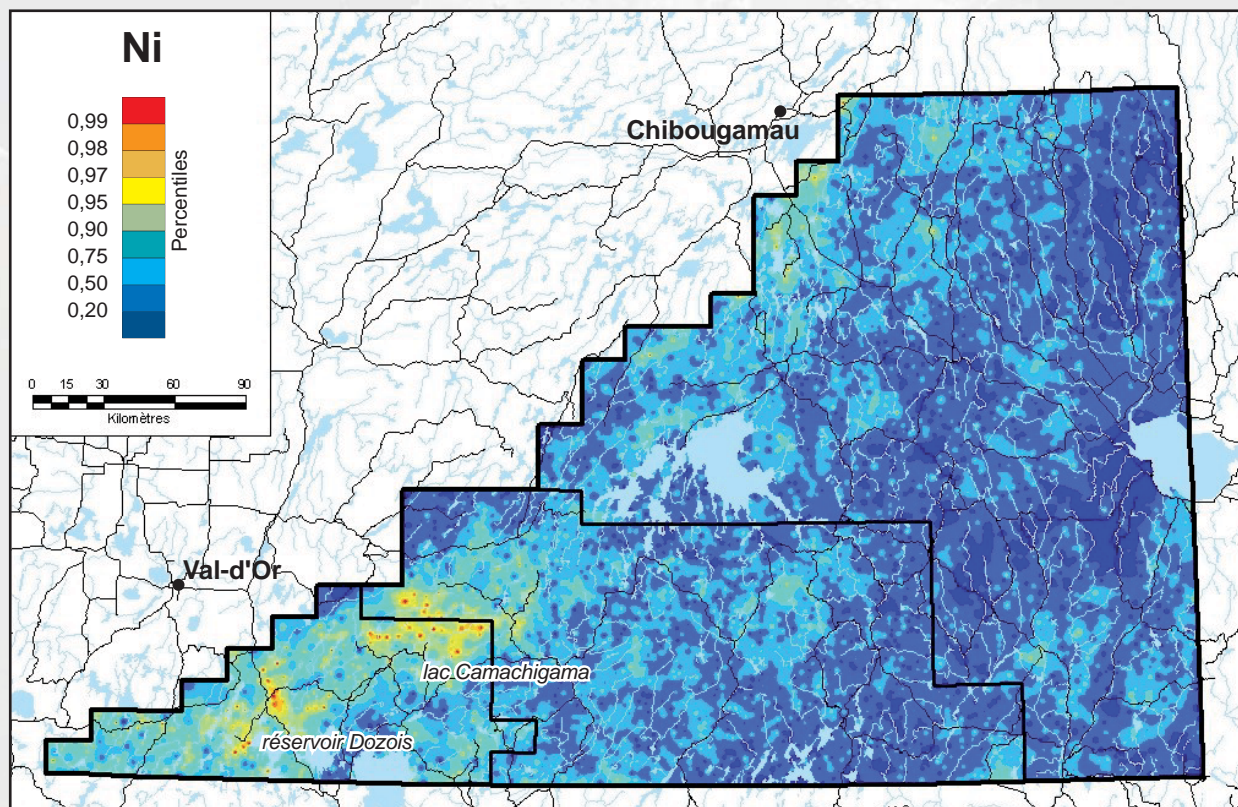 Ni
0,99
0,98
0,97
0,95
0,90
0,75
0,50
0,20
Percentiles
0 15 30 60 90
Kilomètres
Chibougamau
Val-d'Or
lac Camachigama
réservoir Dozois